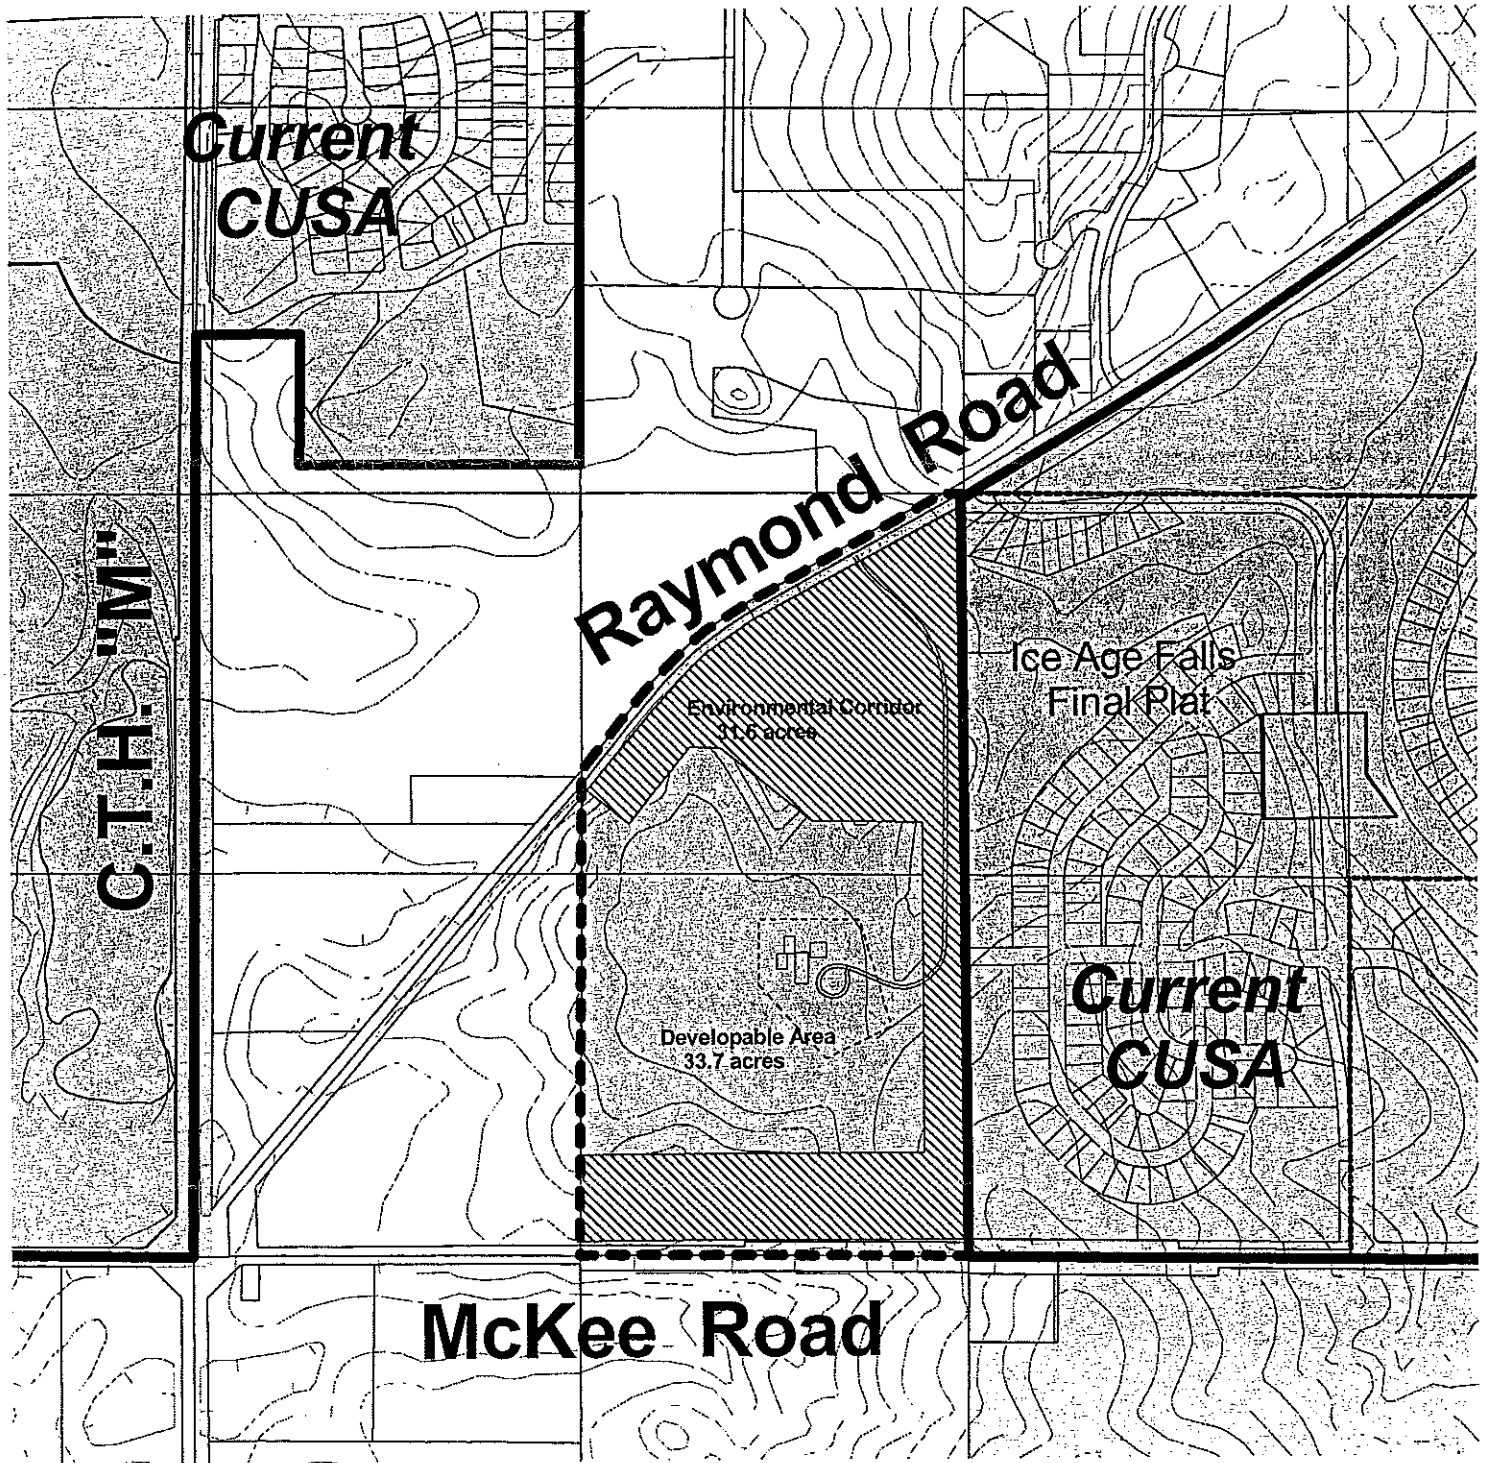 Current
CUSA
Raymond Road
C.T.H. "M"
Ice Age Falls
Final Plat
Environmental Corridor
31.6 acres
Current
CUSA
Developable Area
33.7 acres
McKee Road